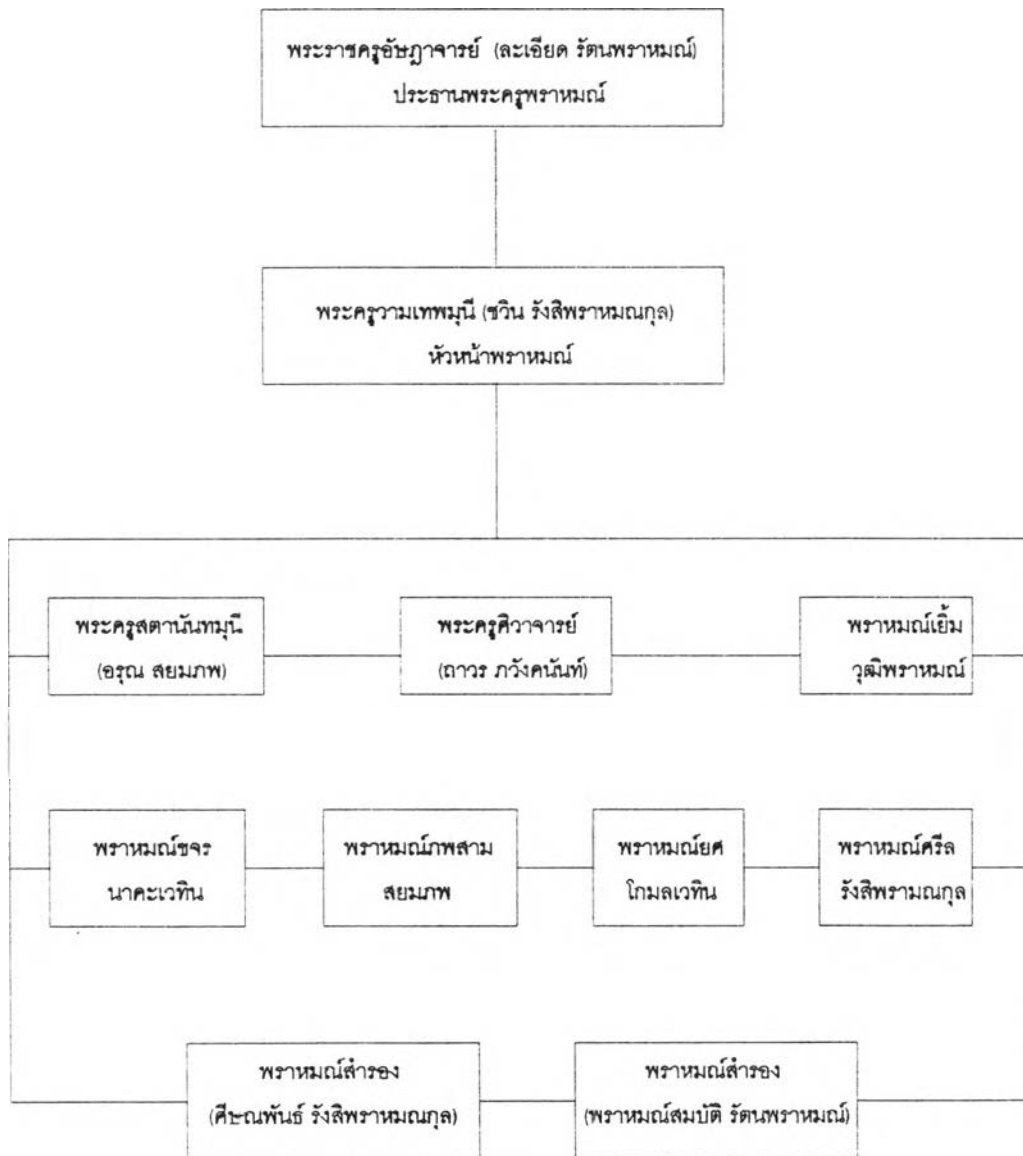 พระราชครูอัษฎาจารย์ (ละเอียด รัตนพราหมณ์)
ประธานพระครูพราหมณ์
พระครูวามเทพมุนี (ชวิน รังสิพราหมณกุล)
หัวหน้าพราหมณ์
พระครูสตานันทมุนี
(อรุณ สยมภพ)
พระครูศิวาจารย์
(ถาวร ภวังคนันท์)
พราหมณ์เยิ้ม
วุฒิพราหมณ์
พราหมณ์ขจร
นาคะเวทิน
พราหมณ์ภพสาม
สยมภพ
พราหมณ์ยศ
โกมลเวทิน
พราหมณ์ศรีล
รังสิพรามณกุล
พราหมณ์สำรอง
(ศีษณพันธ์ รังสิพราหมณกุล)
พราหมณ์สำรอง
(พราหมณ์สมบัติ รัตนพราหมณ์)